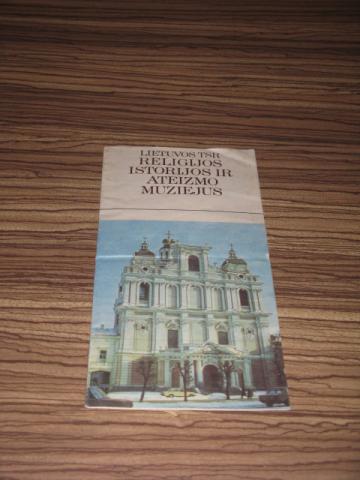 LIETUVOS TSR
RELIGIJOS
ISTORIJOS IR
ATEIZMO
MUZIEJUS